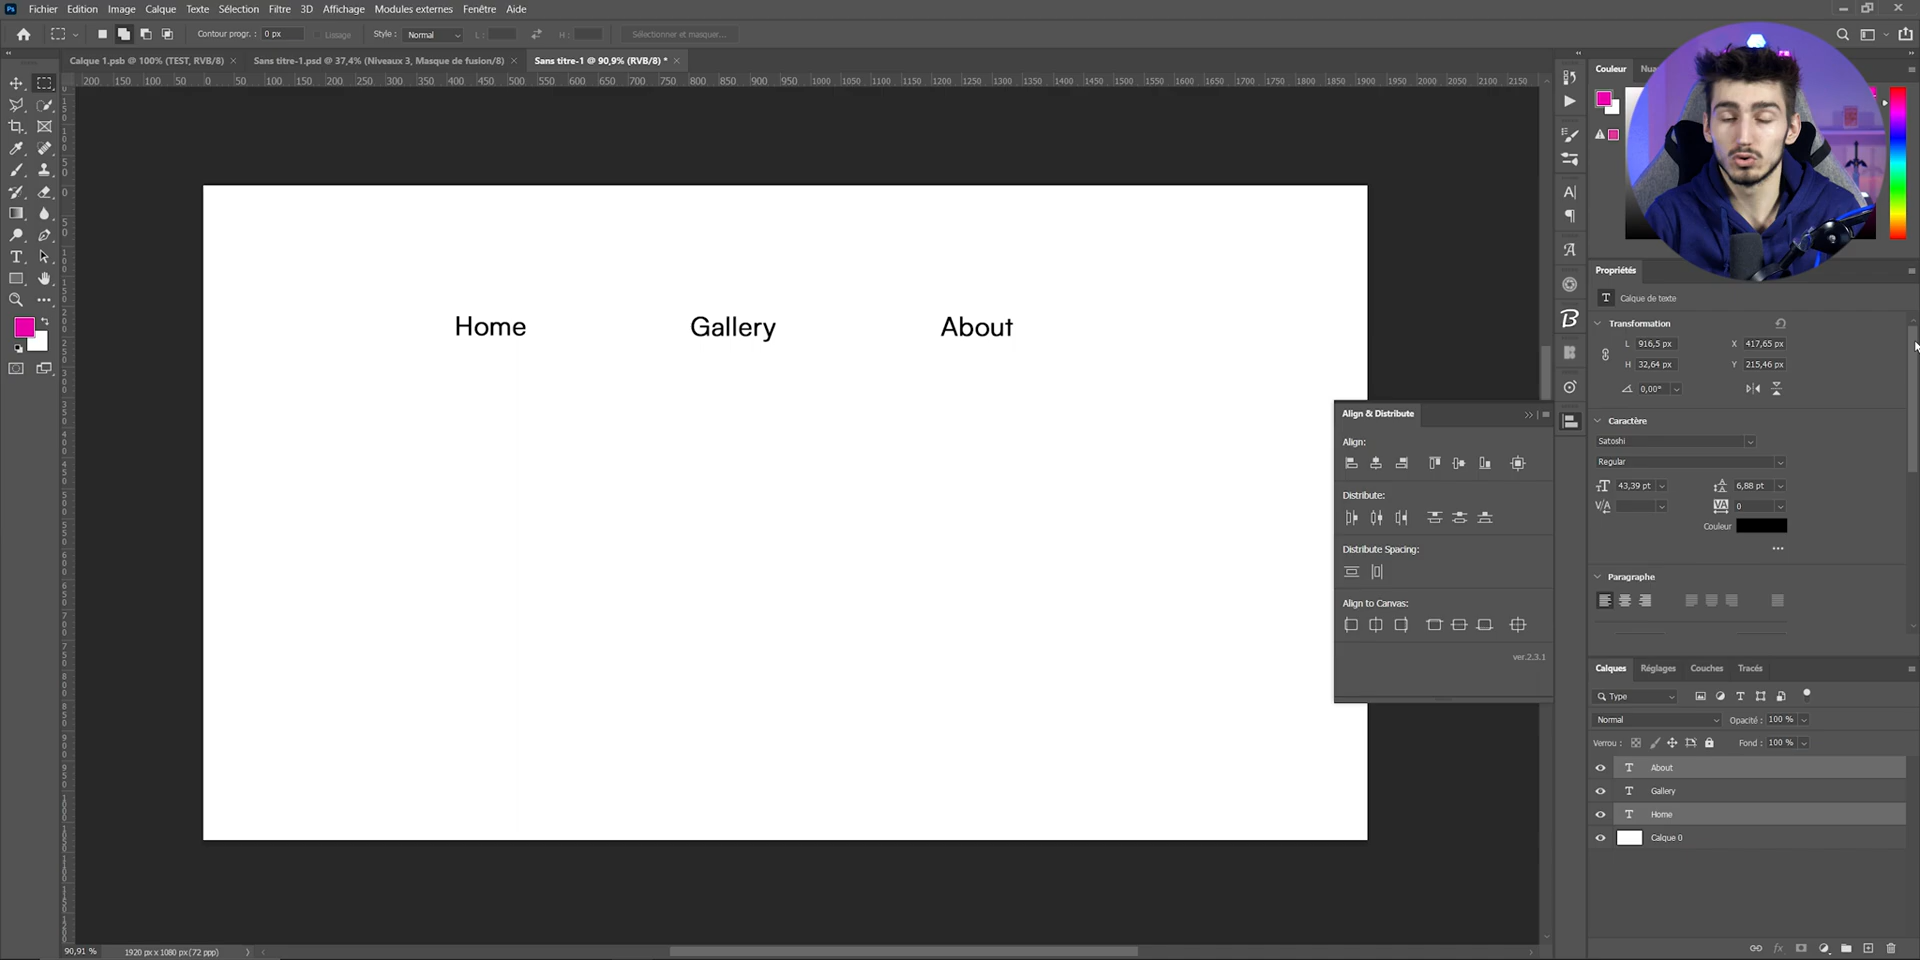 Ps Fichier Edition Image Calque Texte Sélection Filtre 3D Affichage Modules externes Fenêtre Aide
Contour progr. : 0 px Lissage Style : Normal L : H : Sélectionner et masquer...
Calque 1.psb @ 100% (TEST, RVB/8) × Sans titre-1.psd @ 37,4% (Niveaux 3, Masque de fusion/8) × Sans titre-1 @ 90,9% (RVB/8) * ×
200 150 100 50 0 50 100 150 200 250 300 350 400 450 500 550 600 650 700 750 800 850 900 950 1000 1050 1100 1150 1200 1250 1300 1350 1400 1450 1500 1550 1600 1650 1700 1750 1800 1850 1900 1950 2000 2050 2100 2150
Couleur
Home Gallery About
Propriétés
T Calque de texte
Transformation
L 916,5 px X 417,65 px
H 32,64 px Y 215,46 px
0,00°
Caractère
Satoshi
Regular
43,39 pt 6,88 pt
V/A VA 0
Couleur
Paragraphe
Align & Distribute
Align:
Distribute:
Distribute Spacing:
Align to Canvas:
ver.2.3.1
Calques Réglages Couches Tracés
Type
Normal Opacité : 100 %
Verrou : Fond : 100 %
T About
T Gallery
T Home
Calque 0
90,91 % 1920 px x 1080 px (72 ppp)